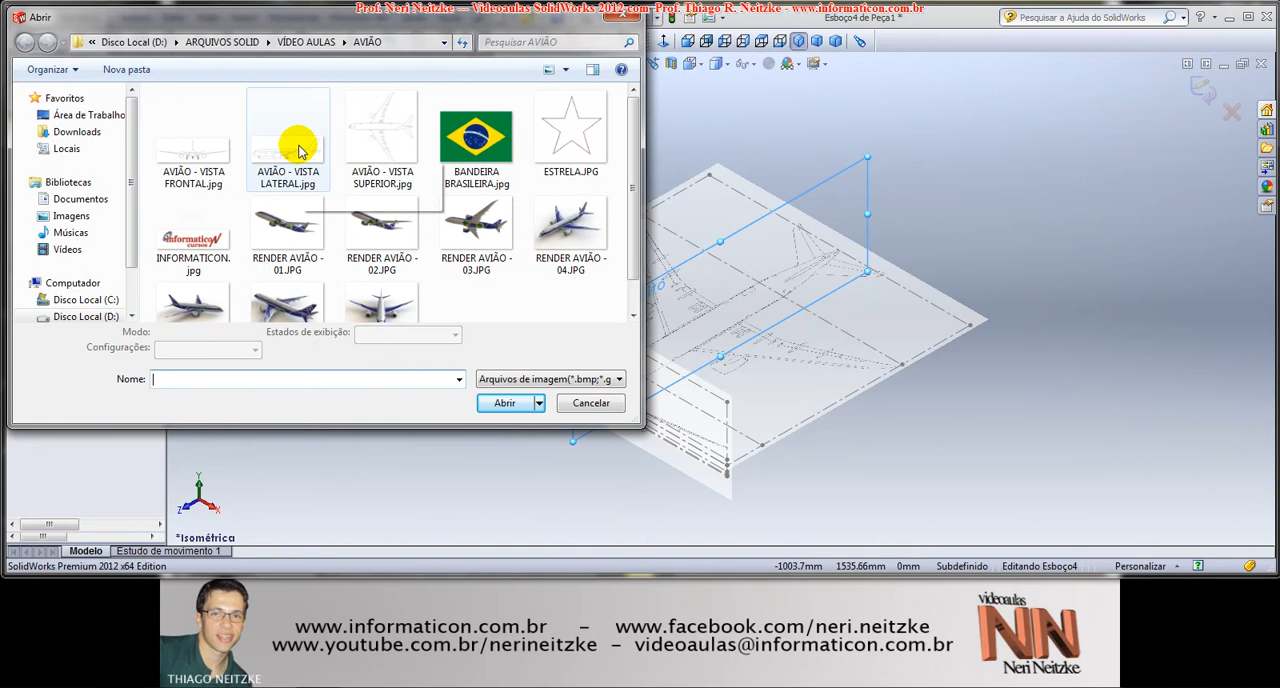 Prof. Neri Neitzke --- Videoaulas SolidWorks 2012.com Prof. Thiago R. Neitzke - www.informaticon.com.br
Abrir
Esboço4 de Peça1 *
Pesquisar a Ajuda do SolidWorks
« Disco Local (D:) ARQUIVOS SOLID VÍDEO AULAS AVIÃO
Pesquisar AVIÃO
Organizar
Nova pasta
Favoritos
Área de Trabalho
Downloads
Locais
Bibliotecas
Documentos
Imagens
Músicas
Vídeos
Computador
Disco Local (C:)
Disco Local (D:)
AVIÃO - VISTA FRONTAL.jpg
AVIÃO - VISTA LATERAL.jpg
AVIÃO - VISTA SUPERIOR.jpg
BANDEIRA BRASILEIRA.jpg
ESTRELA.JPG
informaticoN
cursos
INFORMATICON.jpg
RENDER AVIÃO - 01.JPG
RENDER AVIÃO - 02.JPG
RENDER AVIÃO - 03.JPG
RENDER AVIÃO - 04.JPG
Modo:
Estados de exibição:
Configurações:
Nome:
Arquivos de imagem(*.bmp;*.g
Abrir
Cancelar
Y
Z
X
*Isométrica
Modelo
Estudo de movimento 1
SolidWorks Premium 2012 x64 Edition
-1003.7mm 1535.66mm 0mm Subdefinido Editando Esboço4 Personalizar
www.informaticon.com.br - www.facebook.com/neri.neitzke
www.youtube.com.br/nerineitzke - videoaulas@informaticon.com.br
THIAGO NEITZKE
videoaulas
NN
Neri Neitzke